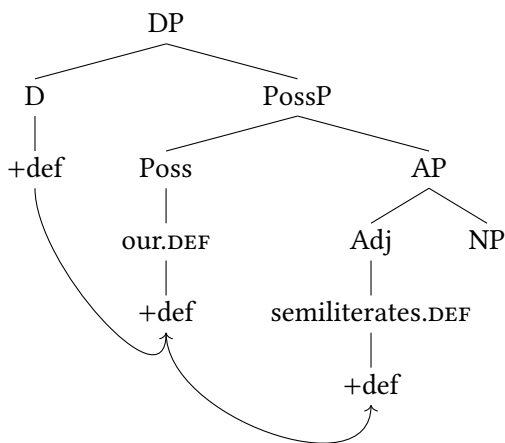 DP
D PossP
+def Poss AP
our.DEF Adj NP
+def semiliterates.DEF
+def